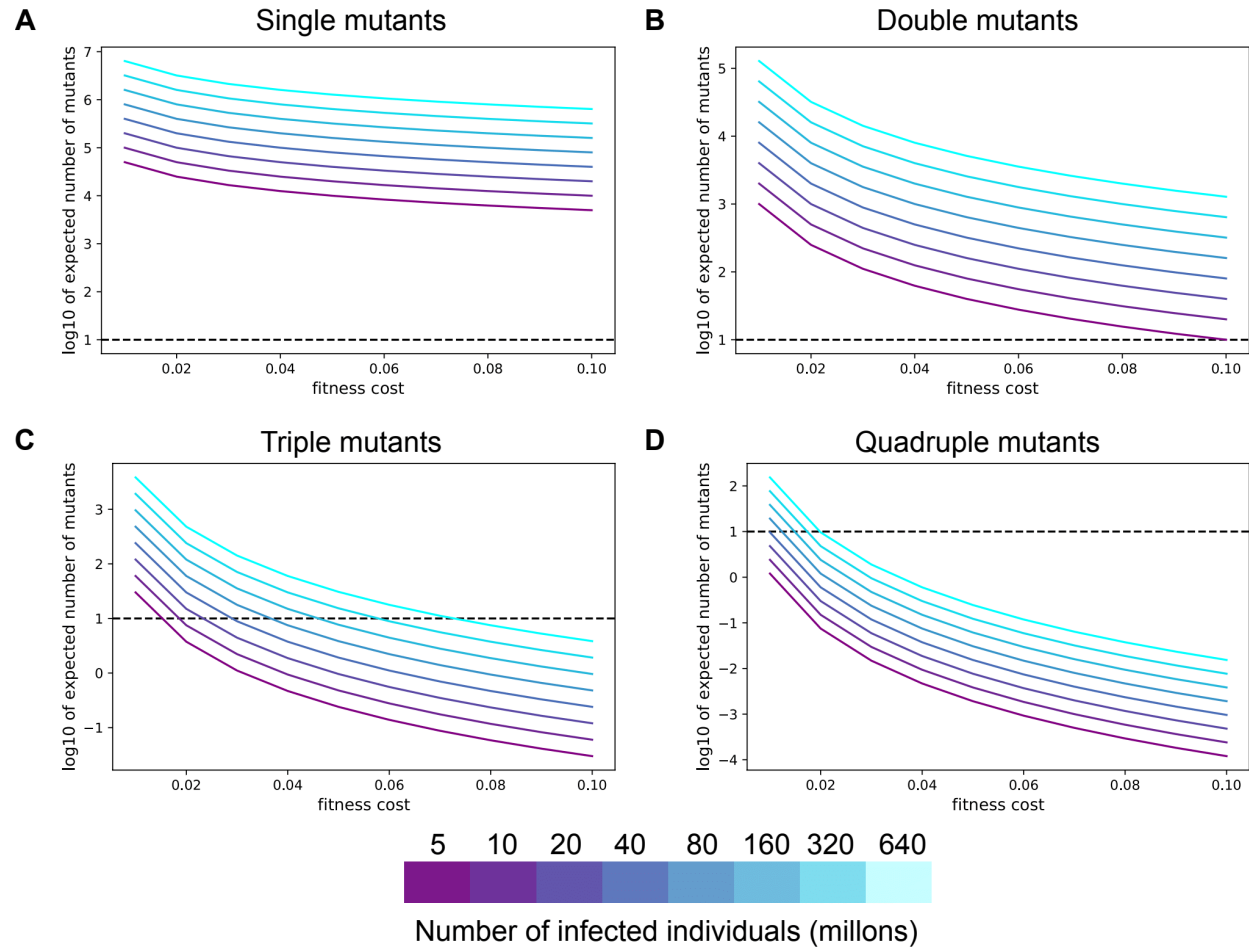 A
Single mutants
log10 of expected number of mutants
7
6
5
4
3
2
1
0.02 0.04 0.06 0.08 0.10
fitness cost
B
Double mutants
log10 of expected number of mutants
5
4
3
2
1
0.02 0.04 0.06 0.08 0.10
fitness cost
C
Triple mutants
log10 of expected number of mutants
3
2
1
0
−1
0.02 0.04 0.06 0.08 0.10
fitness cost
D
Quadruple mutants
log10 of expected number of mutants
2
1
0
−1
−2
−3
−4
0.02 0.04 0.06 0.08 0.10
fitness cost
5 10 20 40 80 160 320 640
Number of infected individuals (millons)